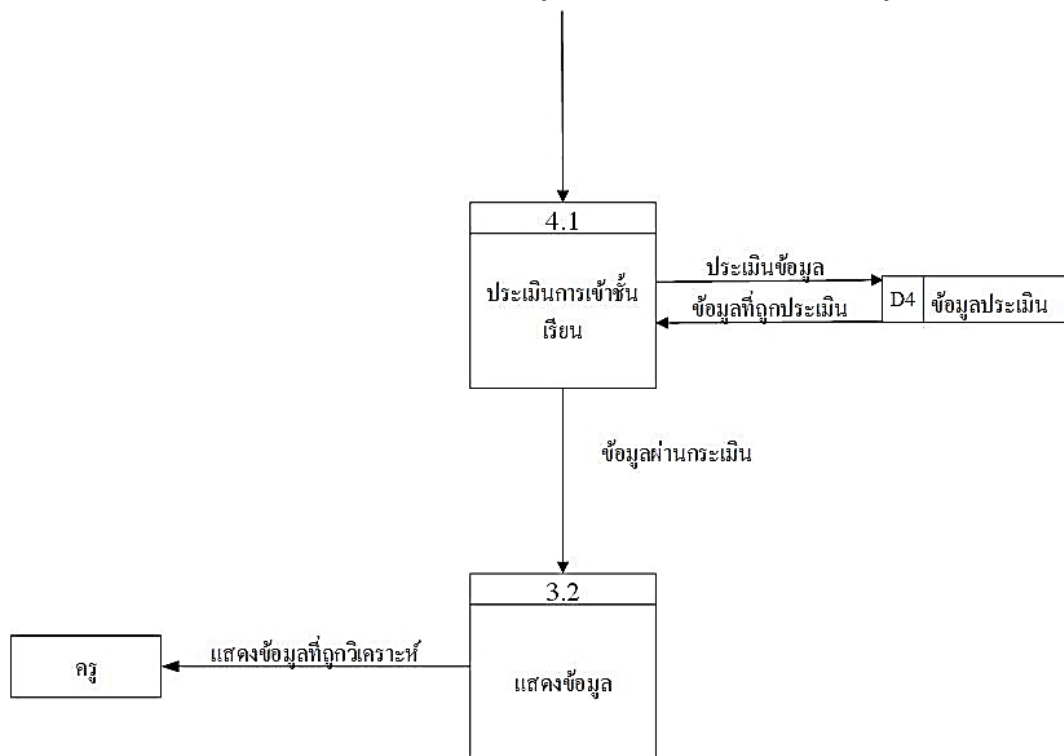 4.1
ประเมินการเข้าชั้น
เรียน
ประเมินข้อมูล
ข้อมูลที่ถูกประเมิน
D4 ข้อมูลประเมิน
ข้อมูลผ่านกระเมิน
3.2
แสดงข้อมูล
แสดงข้อมูลที่ถูกวิเคราะห์
ครู